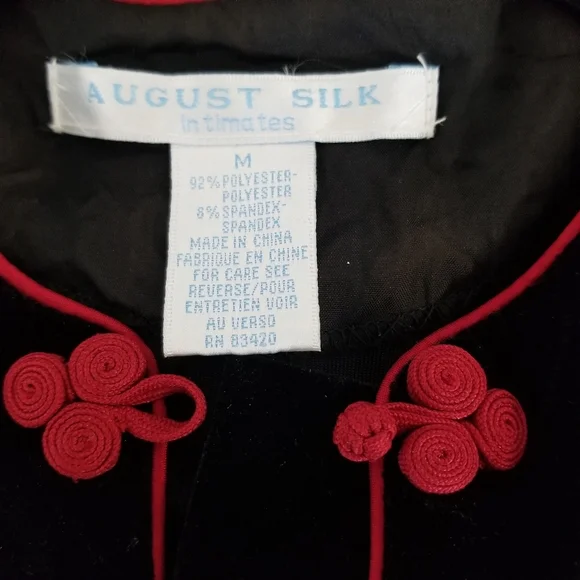 AUGUST SILK
intimates
M
92% POLYESTER-
POLYESTER
8% SPANDEX-
SPANDEX
MADE IN CHINA
FABRIQUE EN CHINE
FOR CARE SEE
REVERSE/POUR
ENTRETIEN VOIR
AU VERSO
RN 83420